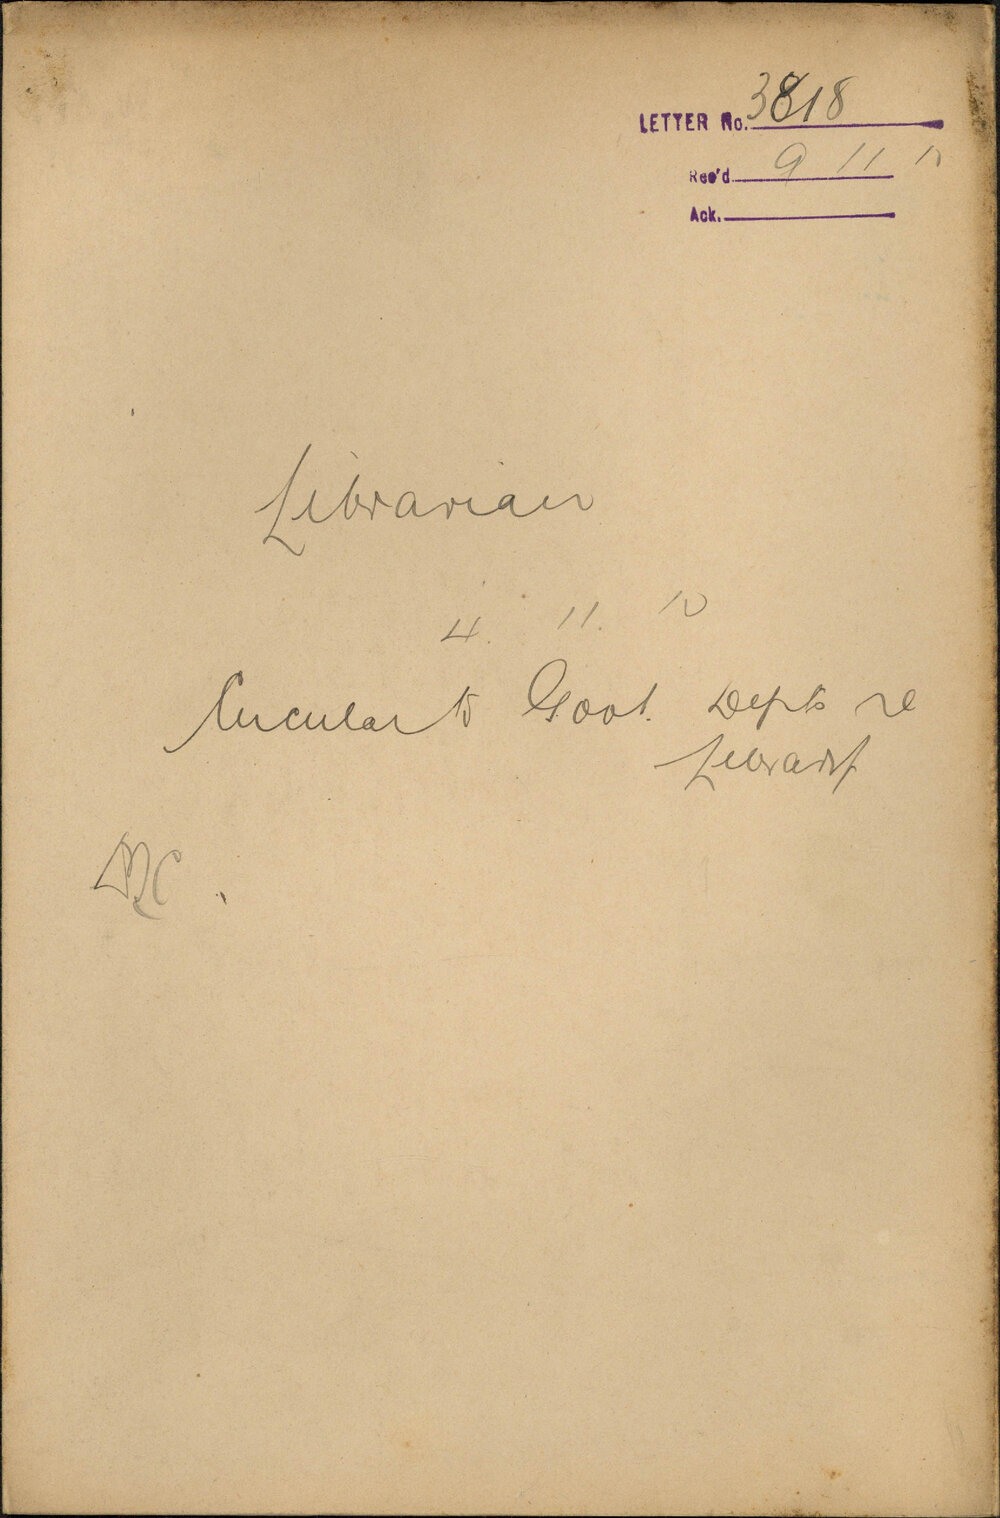 LETTER No. 3818
Rec'd 9 11 10
Ack.
Librarian
4. 11. 10
Circular to Govt. Depts re
Library